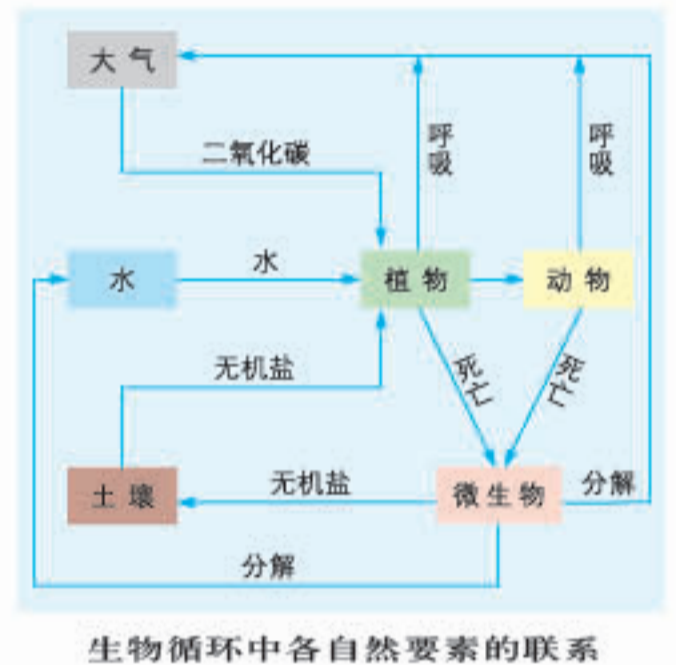 大气
二氧化碳
呼吸
呼吸
水
水
植物
动物
无机盐
死亡
死亡
土壤
无机盐
微生物
分解
分解
生物循环中各自然要素的联系